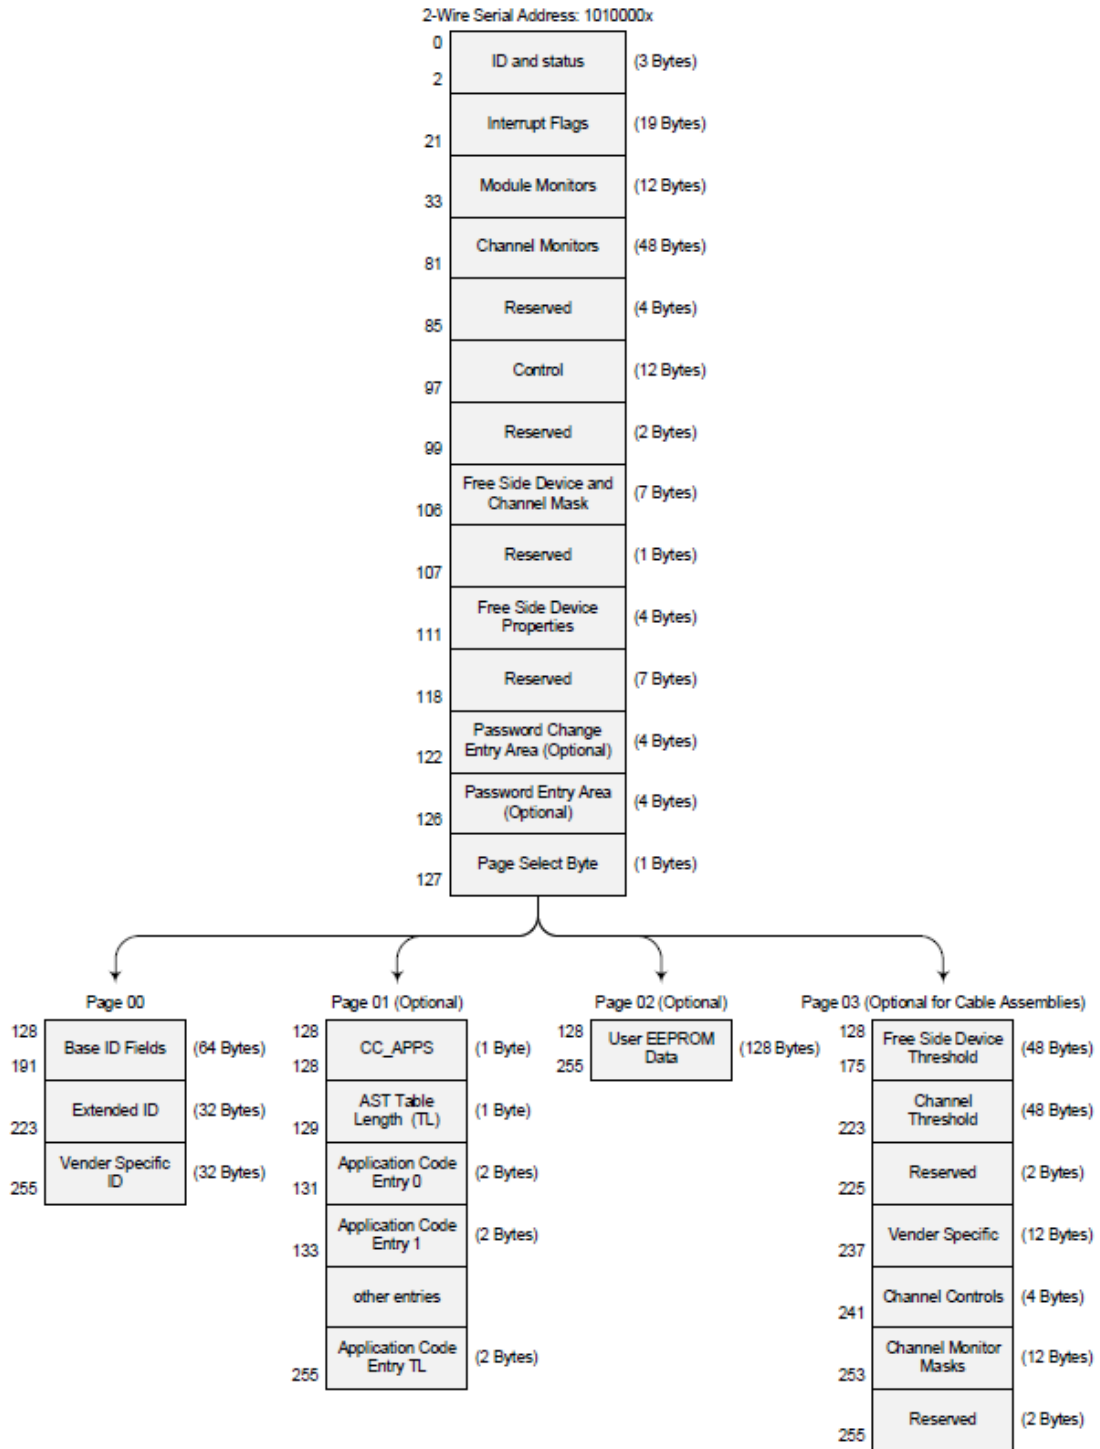 2-Wire Serial Address: 1010000x
0
2
ID and status
(3 Bytes)
21
Interrupt Flags
(19 Bytes)
33
Module Monitors
(12 Bytes)
81
Channel Monitors
(48 Bytes)
85
Reserved
(4 Bytes)
97
Control
(12 Bytes)
99
Reserved
(2 Bytes)
106
Free Side Device and
Channel Mask
(7 Bytes)
107
Reserved
(1 Bytes)
111
Free Side Device
Properties
(4 Bytes)
118
Reserved
(7 Bytes)
122
Password Change
Entry Area (Optional)
(4 Bytes)
126
Password Entry Area
(Optional)
(4 Bytes)
127
Page Select Byte
(1 Bytes)
Page 00
128
191
Base ID Fields
(64 Bytes)
223
Extended ID
(32 Bytes)
255
Vender Specific
ID
(32 Bytes)
Page 01 (Optional)
128
128
CC_APPS
(1 Byte)
129
AST Table
Length (TL)
(1 Byte)
131
Application Code
Entry 0
(2 Bytes)
133
Application Code
Entry 1
(2 Bytes)
other entries
255
Application Code
Entry TL
(2 Bytes)
Page 02 (Optional)
128
255
User EEPROM
Data
(128 Bytes)
Page 03 (Optional for Cable Assemblies)
128
175
Free Side Device
Threshold
(48 Bytes)
223
Channel
Threshold
(48 Bytes)
225
Reserved
(2 Bytes)
237
Vender Specific
(12 Bytes)
241
Channel Controls
(4 Bytes)
253
Channel Monitor
Masks
(12 Bytes)
255
Reserved
(2 Bytes)